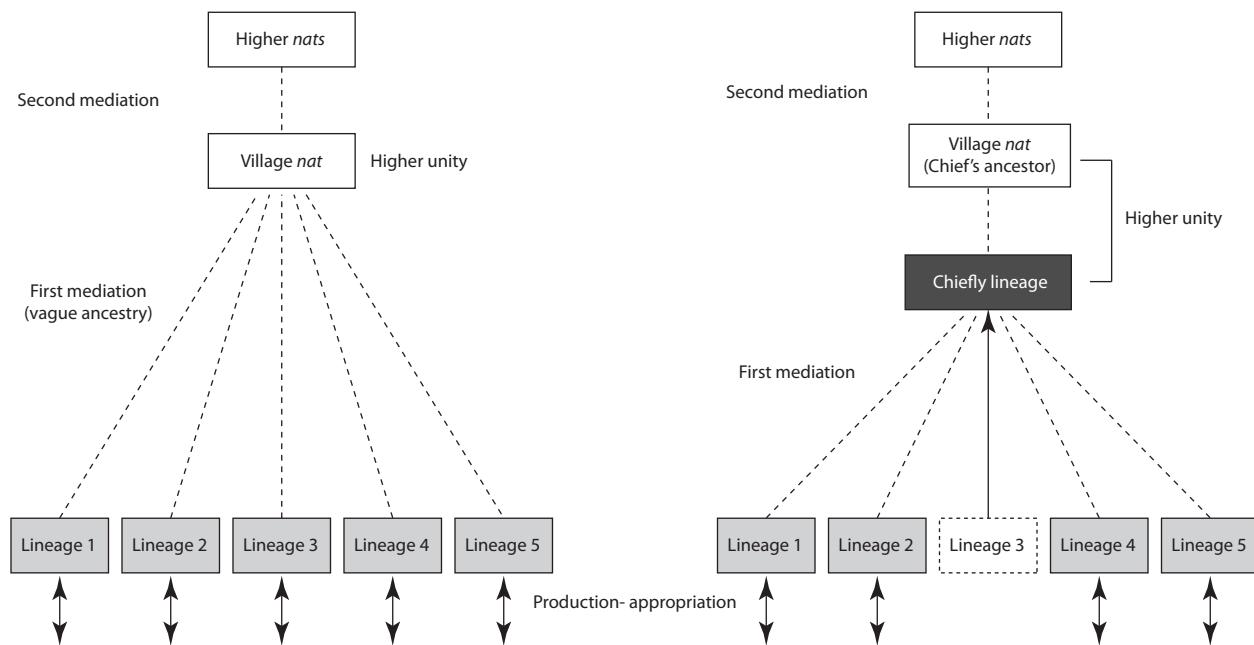 Higher nats
Second mediation
Village nat
Higher unity
First mediation
(vague ancestry)
Lineage 1
Lineage 2
Lineage 3
Lineage 4
Lineage 5
Higher nats
Second mediation
Village nat
(Chief’s ancestor)
Higher unity
Chiefly lineage
First mediation
Lineage 1
Lineage 2
Lineage 3
Lineage 4
Lineage 5
Production- appropriation